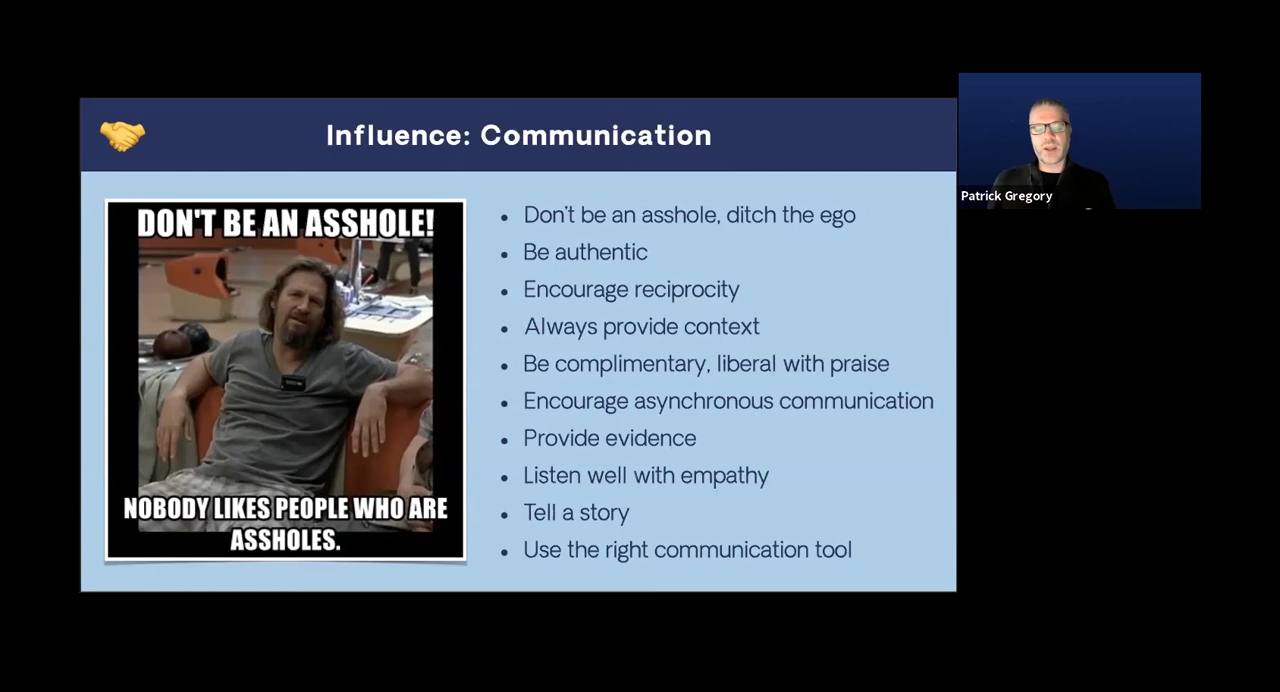 Influence: Communication
DON'T BE AN ASSHOLE!
NOBODY LIKES PEOPLE WHO ARE
ASSHOLES.
Don't be an asshole, ditch the ego
Be authentic
Encourage reciprocity
Always provide context
Be complimentary, liberal with praise
Encourage asynchronous communication
Provide evidence
Listen well with empathy
Tell a story
Use the right communication tool
Patrick Gregory